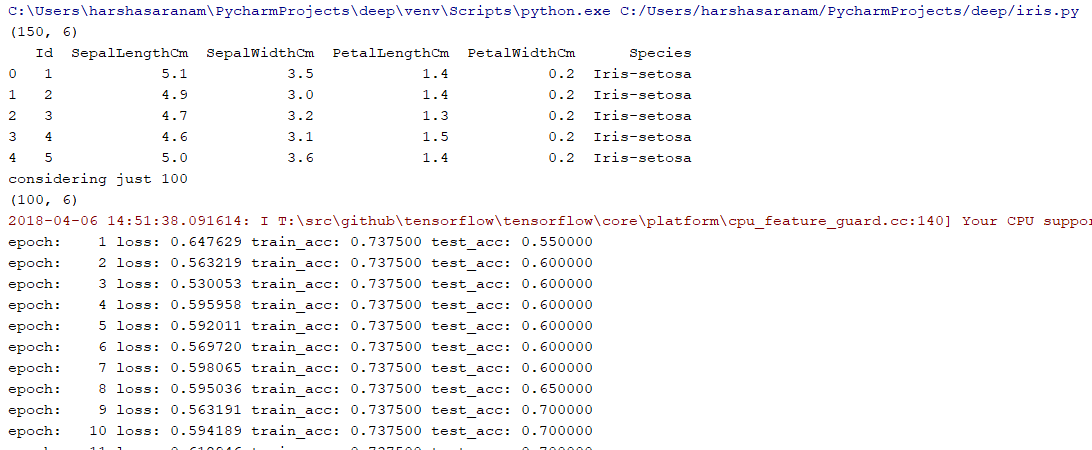 C:\Users\harshasaranam\PycharmProjects\deep\venv\Scripts\python.exe C:/Users/harshasaranam/PycharmProjects/deep/iris.py
(150, 6)
Id SepalLengthCm SepalWidthCm PetalLengthCm PetalWidthCm Species
0 1 5.1 3.5 1.4 0.2 Iris-setosa
1 2 4.9 3.0 1.4 0.2 Iris-setosa
2 3 4.7 3.2 1.3 0.2 Iris-setosa
3 4 4.6 3.1 1.5 0.2 Iris-setosa
4 5 5.0 3.6 1.4 0.2 Iris-setosa
considering just 100
(100, 6)
2018-04-06 14:51:38.091614: I T:\src\github\tensorflow\tensorflow\core\platform\cpu_feature_guard.cc:140] Your CPU suppor
epoch: 1 loss: 0.647629 train_acc: 0.737500 test_acc: 0.550000
epoch: 2 loss: 0.563219 train_acc: 0.737500 test_acc: 0.600000
epoch: 3 loss: 0.530053 train_acc: 0.737500 test_acc: 0.600000
epoch: 4 loss: 0.595958 train_acc: 0.737500 test_acc: 0.600000
epoch: 5 loss: 0.592011 train_acc: 0.737500 test_acc: 0.600000
epoch: 6 loss: 0.569720 train_acc: 0.737500 test_acc: 0.600000
epoch: 7 loss: 0.598065 train_acc: 0.737500 test_acc: 0.600000
epoch: 8 loss: 0.595036 train_acc: 0.737500 test_acc: 0.650000
epoch: 9 loss: 0.563191 train_acc: 0.737500 test_acc: 0.700000
epoch: 10 loss: 0.594189 train_acc: 0.737500 test_acc: 0.700000